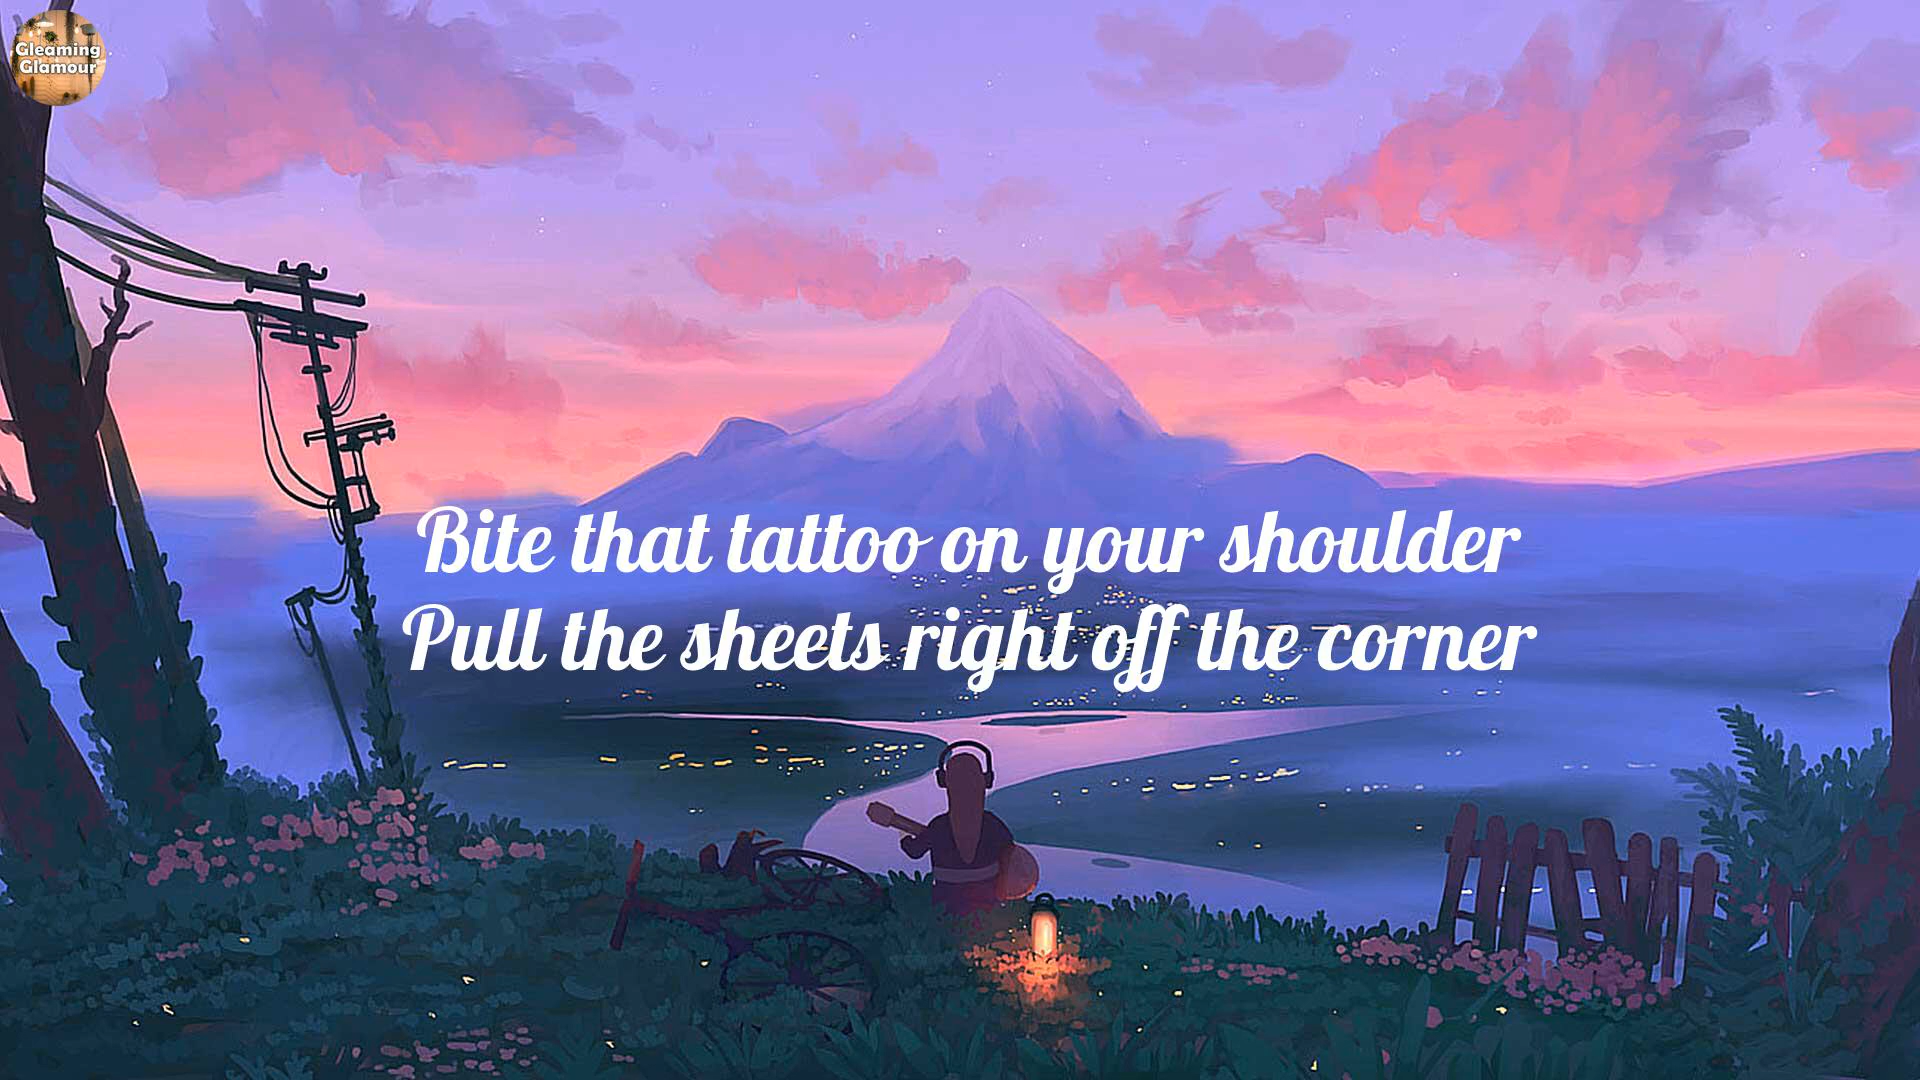 Gleaming
Glamour
Bite that tattoo on your shoulder
Pull the sheets right off the corner